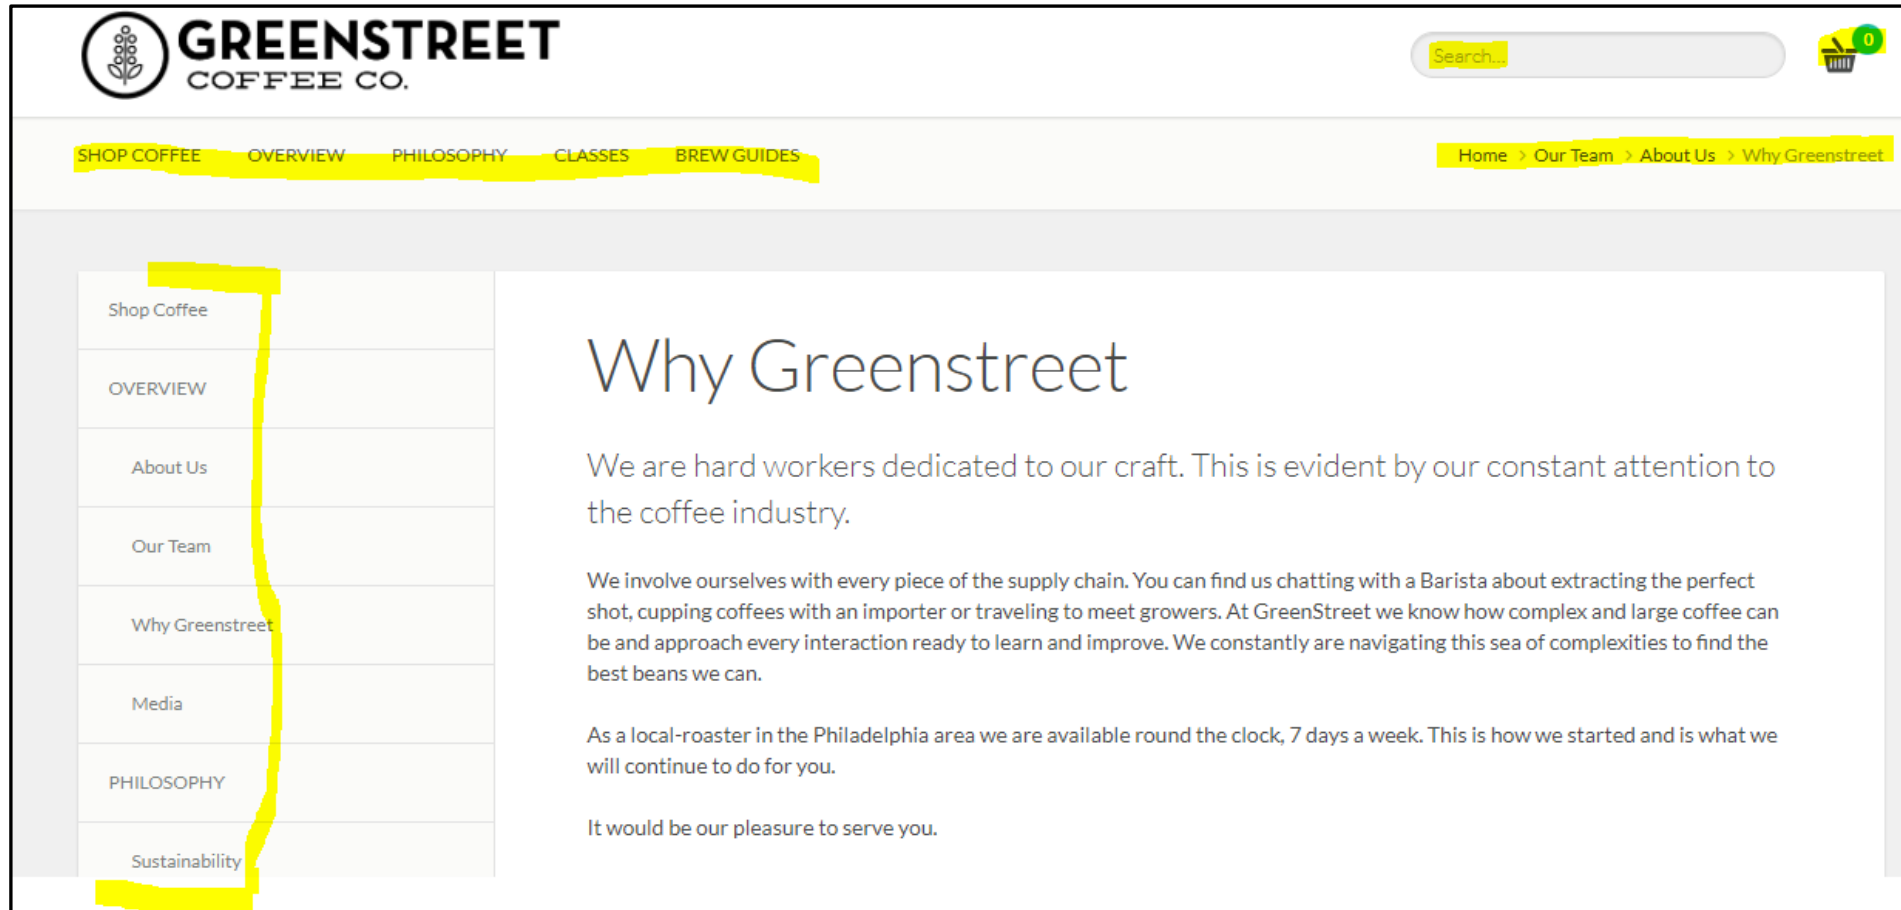 GREENSTREET
COFFEE CO.
Search...
0
SHOP COFFEE OVERVIEW PHILOSOPHY CLASSES BREW GUIDES
Home > Our Team > About Us > Why Greenstreet
Shop Coffee
OVERVIEW
About Us
Our Team
Why Greenstreet
Media
PHILOSOPHY
Sustainability
Why Greenstreet
We are hard workers dedicated to our craft. This is evident by our constant attention to
the coffee industry.
We involve ourselves with every piece of the supply chain. You can find us chatting with a Barista about extracting the perfect
shot, cupping coffees with an importer or traveling to meet growers. At GreenStreet we know how complex and large coffee can
be and approach every interaction ready to learn and improve. We constantly are navigating this sea of complexities to find the
best beans we can.
As a local-roaster in the Philadelphia area we are available round the clock, 7 days a week. This is how we started and is what we
will continue to do for you.
It would be our pleasure to serve you.